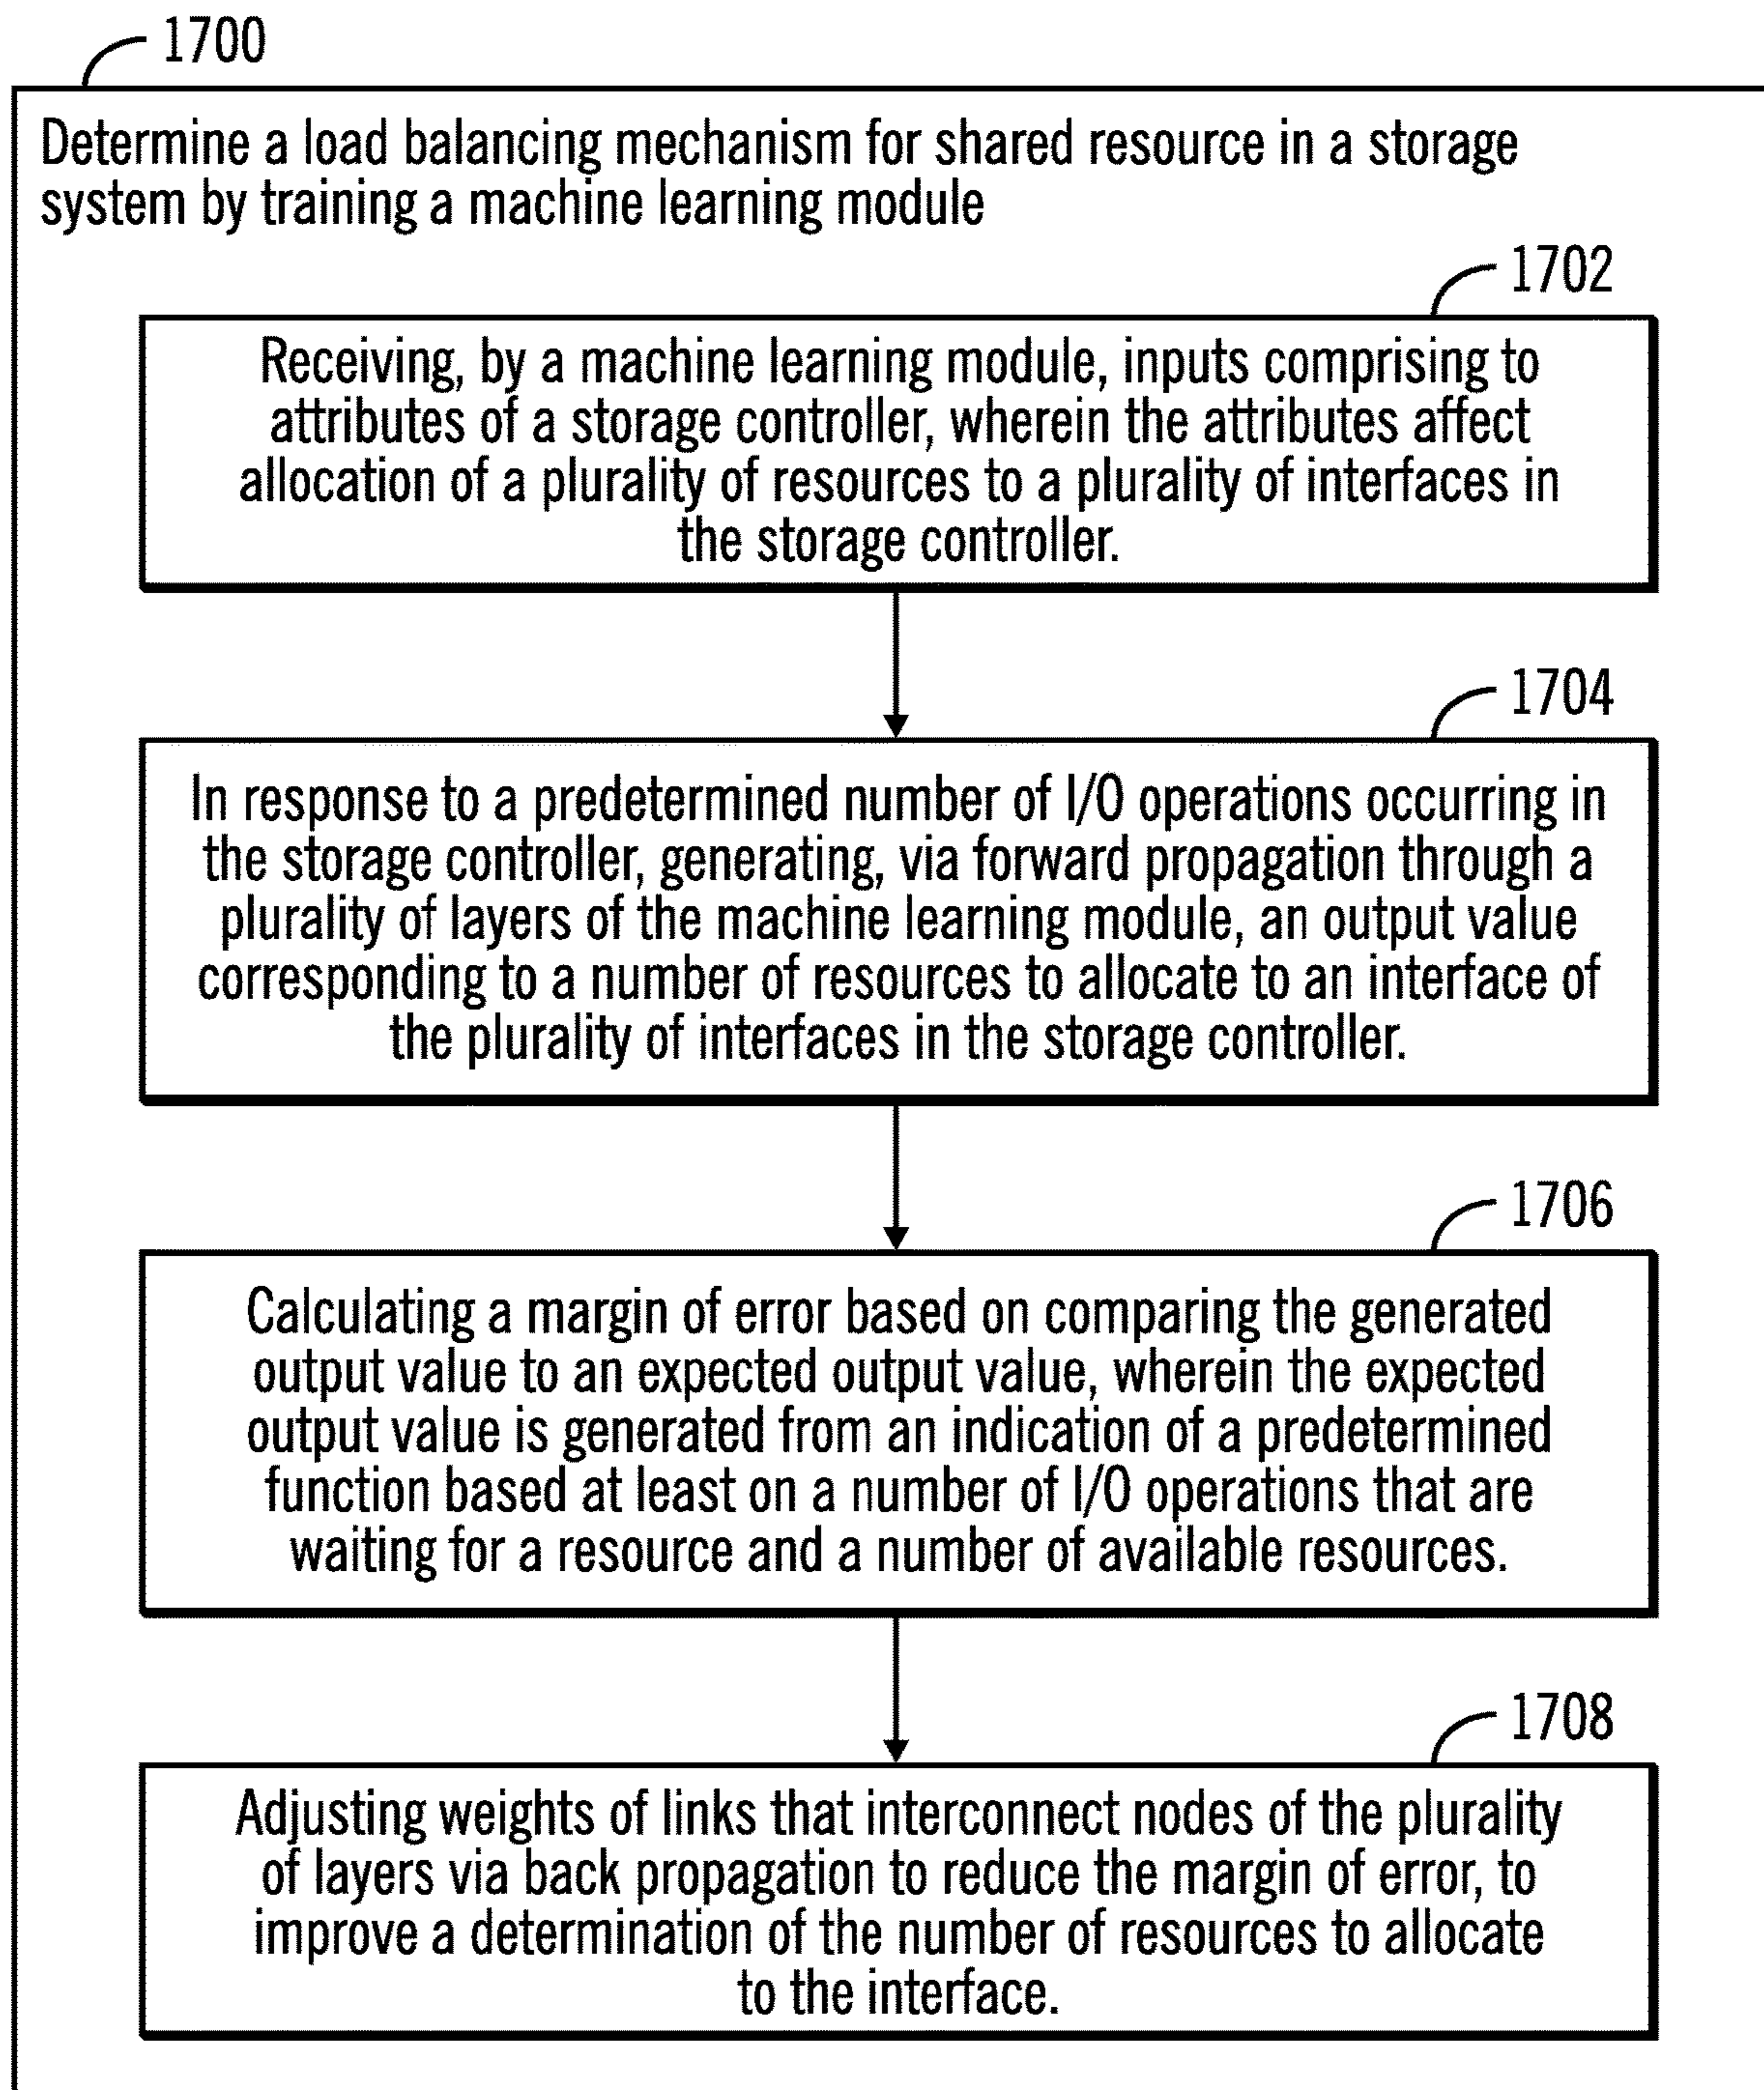 1700
Determine a load balancing mechanism for shared resource in a storage
system by training a machine learning module
1702
Receiving, by a machine learning module, inputs comprising to
attributes of a storage controller, wherein the attributes affect
allocation of a plurality of resources to a plurality of interfaces in
the storage controller.
1704
In response to a predetermined number of I/O operations occurring in
the storage controller, generating, via forward propagation through a
plurality of layers of the machine learning module, an output value
corresponding to a number of resources to allocate to an interface of
the plurality of interfaces in the storage controller.
1706
Calculating a margin of error based on comparing the generated
output value to an expected output value, wherein the expected
output value is generated from an indication of a predetermined
function based at least on a number of I/O operations that are
waiting for a resource and a number of available resources.
1708
Adjusting weights of links that interconnect nodes of the plurality
of layers via back propagation to reduce the margin of error, to
improve a determination of the number of resources to allocate
to the interface.